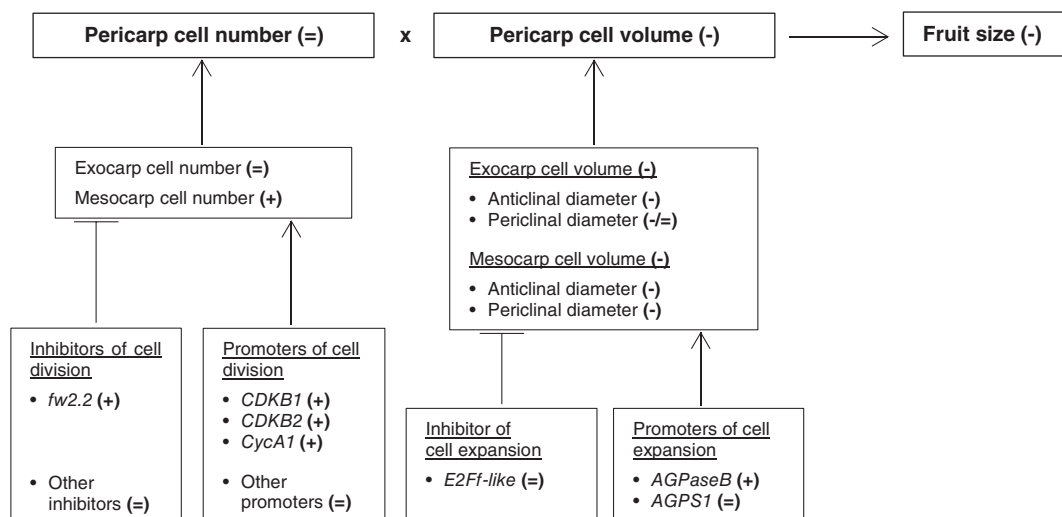 Pericarp cell number (=) x Pericarp cell volume (-) Fruit size (-)
Exocarp cell number (=)
Mesocarp cell number (+)
Exocarp cell volume (-)
• Anticlinal diameter (-)
• Periclinal diameter (-/=)
Mesocarp cell volume (-)
• Anticlinal diameter (-)
• Periclinal diameter (-)
Inhibitors of cell
division
• fw2.2 (+)
• Other
inhibitors (=)
Promoters of cell
division
• CDKB1 (+)
• CDKB2 (+)
• CycA1 (+)
• Other
promoters (=)
Inhibitor of
cell expansion
• E2Ff-like (=)
Promoters of cell
expansion
• AGPaseB (+)
• AGPS1 (=)